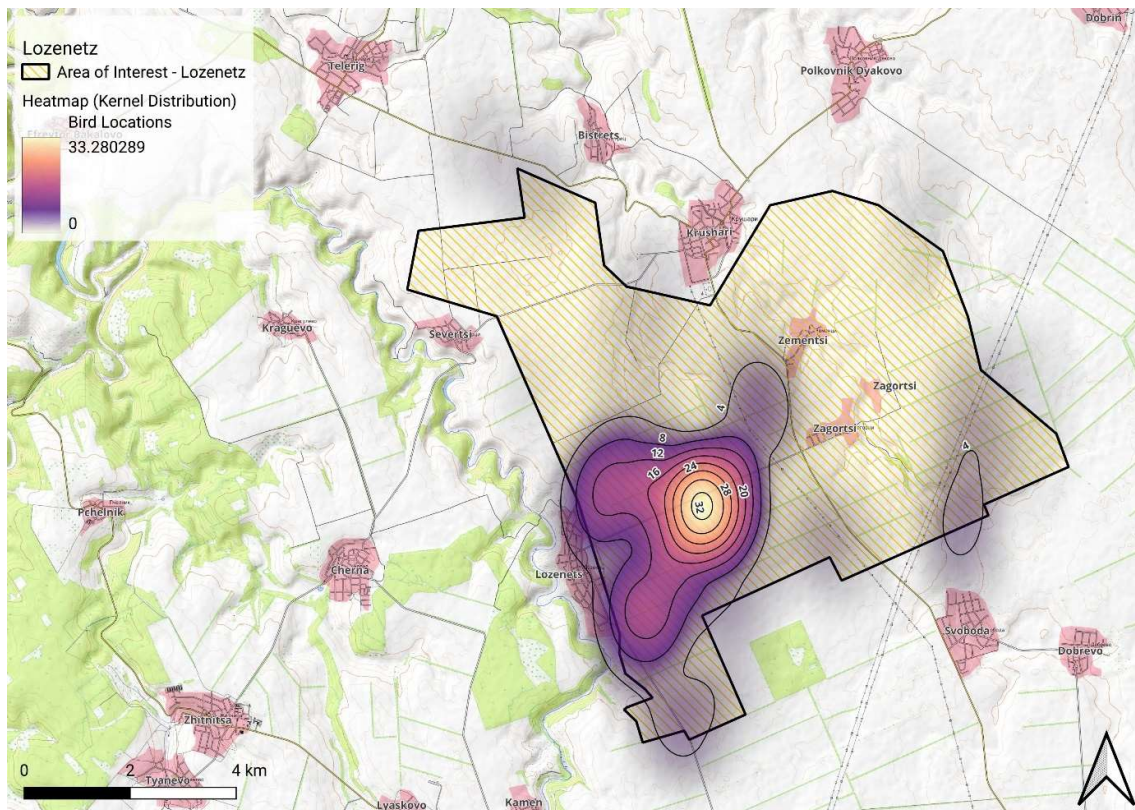 Lozenetz
Area of Interest - Lozenetz
Heatmap (Kernel Distribution)
Bird Locations
33.280289
0
Dobrin
Telerig
Polkovnik Dyakovo
Bistrets
Krushari
Крушари
Kraguevo
Severtsi
Zementsi
Zagortsi
Zagortsi
4
8
12
16
24
28
20
32
4
Pchelnik
Cherna
Lozenets
Svoboda
Dobrevo
Zhitnitsa
Tyanevo
Lyaskovo
Kamen
0
2
4 km